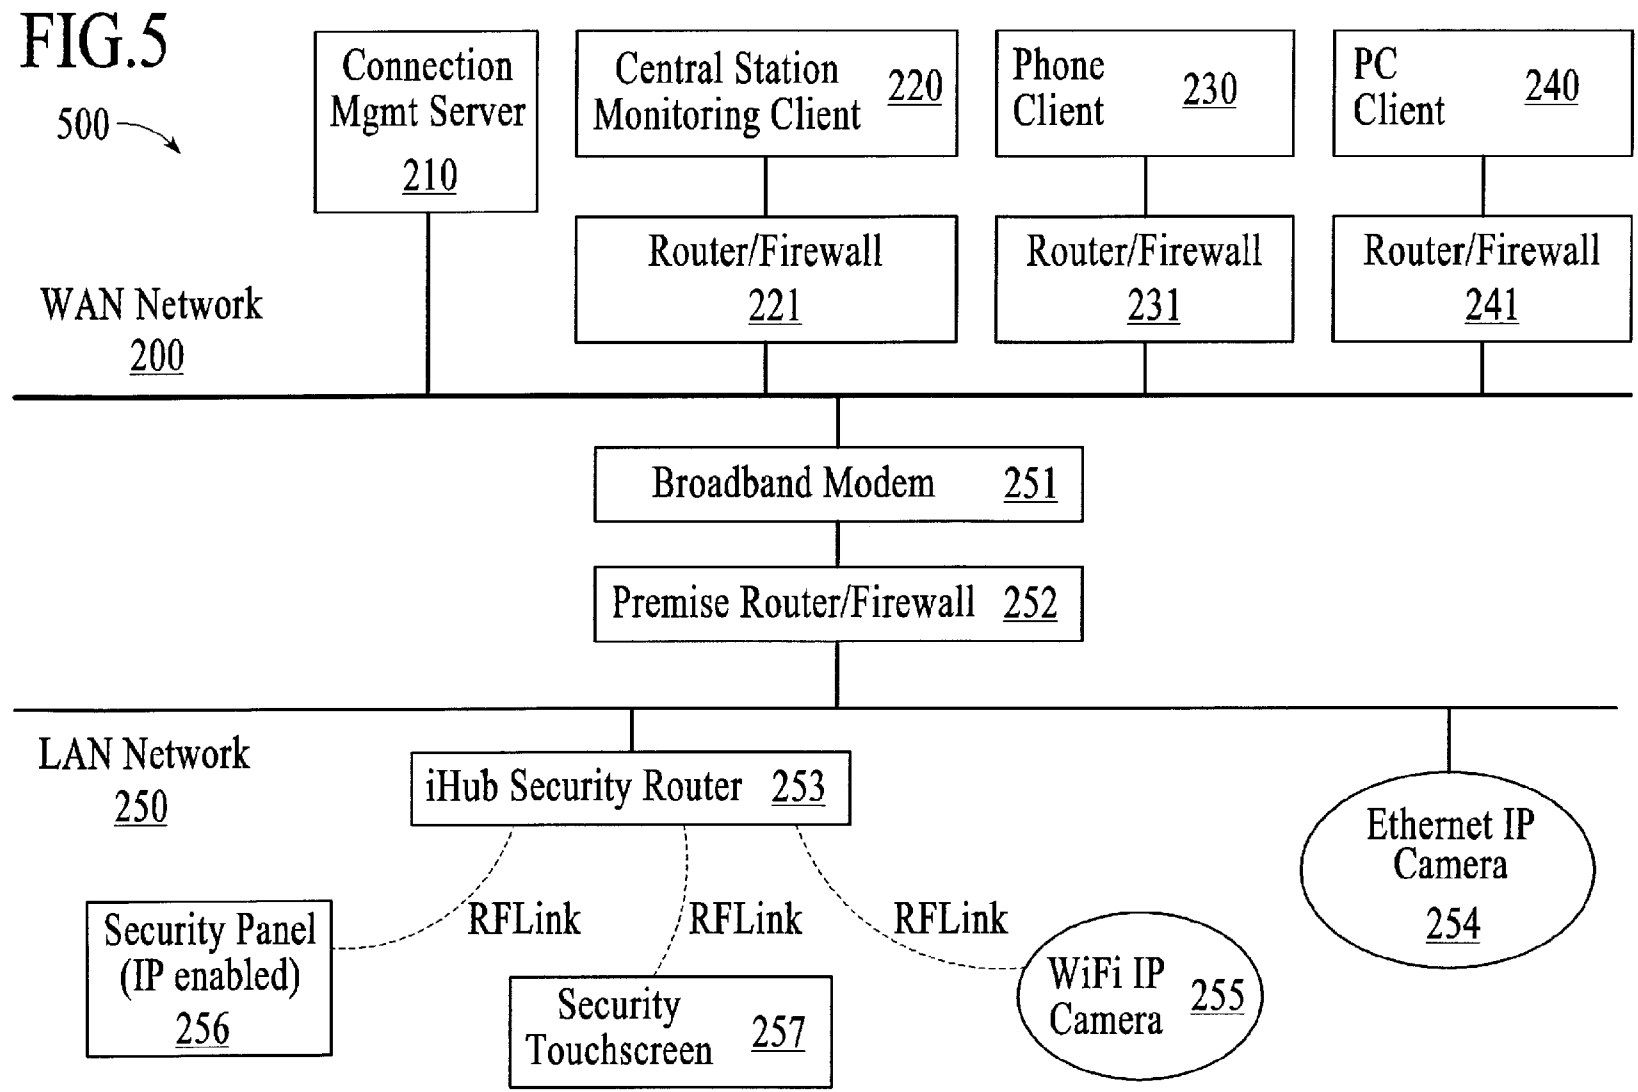 FIG.5
500
Connection
Mgmt Server
210
Central Station
Monitoring Client
220
Phone
Client
230
PC
Client
240
Router/Firewall
221
Router/Firewall
231
Router/Firewall
241
WAN Network
200
Broadband Modem 251
Premise Router/Firewall 252
LAN Network
250
iHub Security Router 253
Ethernet IP
Camera
254
RFLink
RFLink
RFLink
Security Panel
(IP enabled)
256
Security
Touchscreen
257
WiFi IP
Camera
255